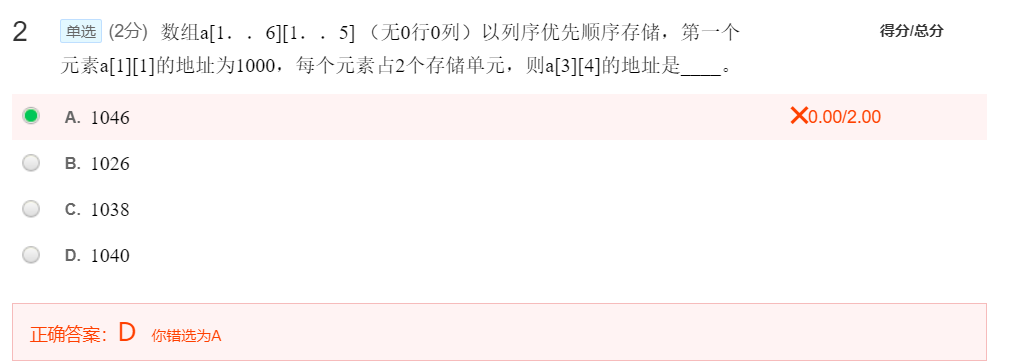 2 单选 (2分) 数组a[1．．6][1．．5]（无0行0列）以列序优先顺序存储，第一个 得分/总分
元素a[1][1]的地址为1000，每个元素占2个存储单元，则a[3][4]的地址是____。
A. 1046 ✕0.00/2.00
B. 1026
C. 1038
D. 1040
正确答案：D 你错选为A